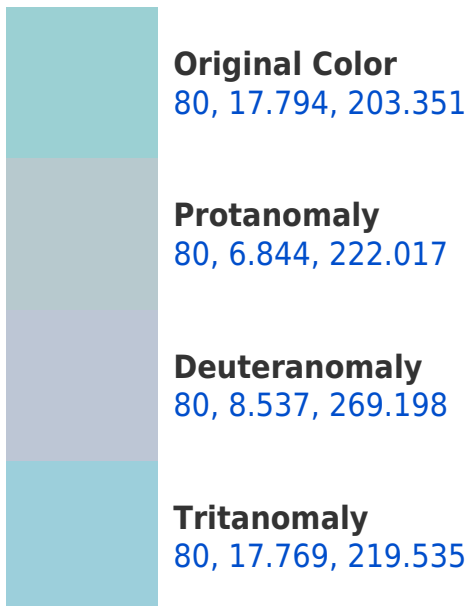 Original Color
80, 17.794, 203.351
Protanomaly
80, 6.844, 222.017
Deuteranomaly
80, 8.537, 269.198
Tritanomaly
80, 17.769, 219.535